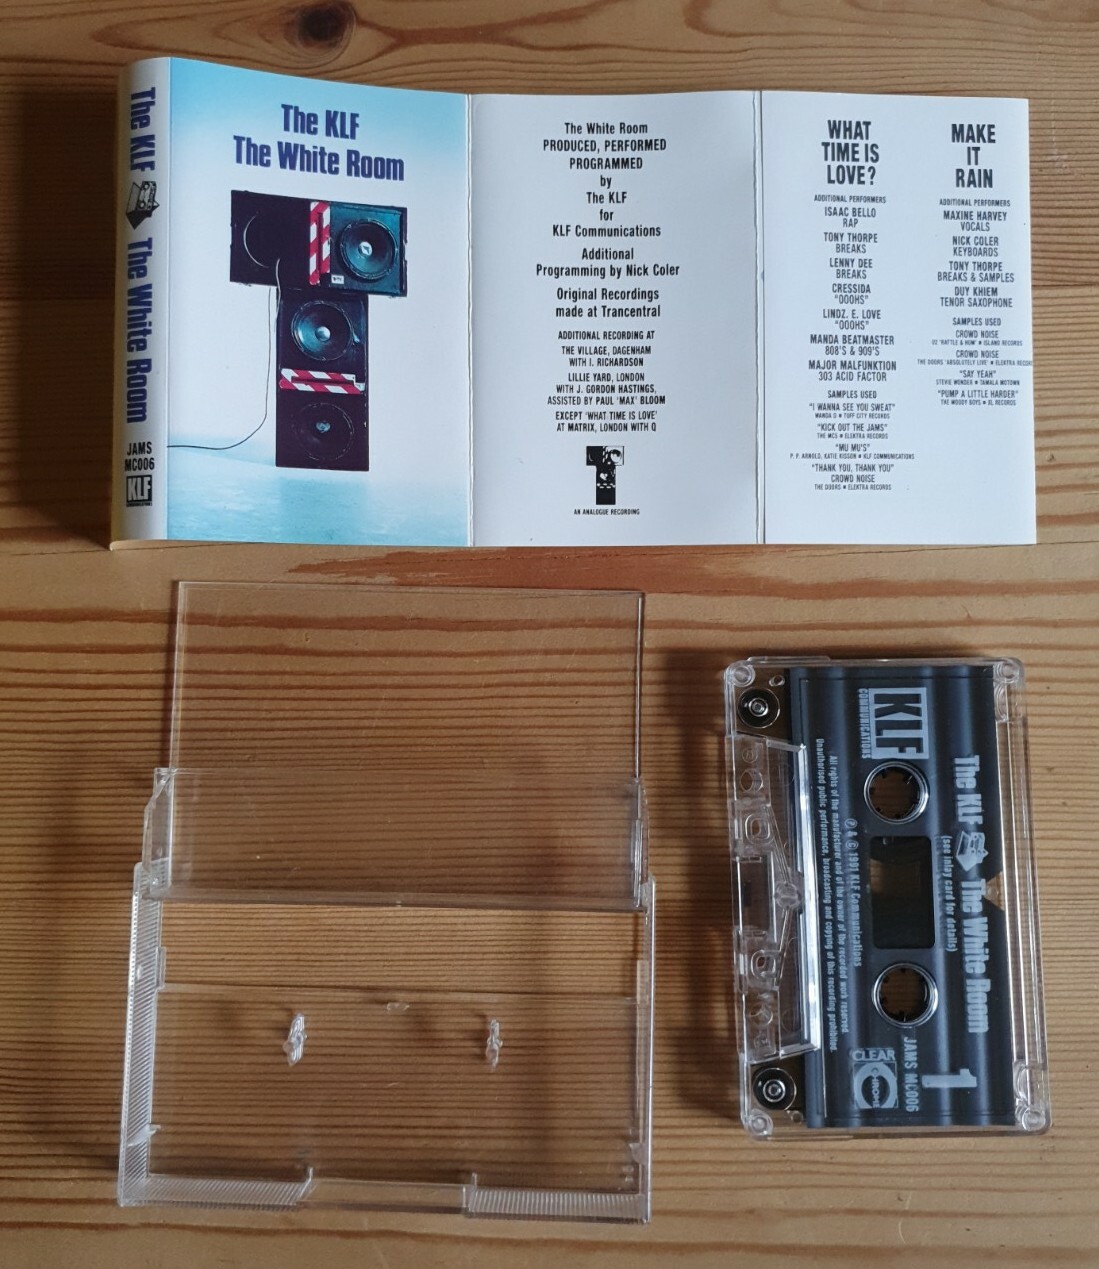 The KLF The White Room
JAMS
MC006
KLF
COMMUNICATIONS
The KLF
The White Room
The White Room
PRODUCED, PERFORMED
PROGRAMMED
by
The KLF
for
KLF Communications
Additional
Programming by Nick Coler
Original Recordings
made at Trancentral
ADDITIONAL RECORDING AT
THE VILLAGE, DAGENHAM
WITH I. RICHARDSON
LILLIE YARD, LONDON
WITH J. GORDON HASTINGS,
ASSISTED BY PAUL 'MAX' BLOOM
EXCEPT 'WHAT TIME IS LOVE'
AT MATRIX, LONDON WITH Q
AN ANALOGUE RECORDING
WHAT
TIME IS
LOVE?
ADDITIONAL PERFORMERS
ISAAC BELLO
RAP
TONY THORPE
BREAKS
LENNY DEE
BREAKS
CRESSIDA
"OOOHS"
LINDZ. E. LOVE
"OOOHS"
MANDA BEATMASTER
808'S & 909'S
MAJOR MALFUNKTION
303 ACID FACTOR
SAMPLES USED
"I WANNA SEE YOU SWEAT"
WANDA D ★ TUFF CITY RECORDS
"KICK OUT THE JAMS"
THE MC5 ★ ELEKTRA RECORDS
"MU MU'S"
P. P. ARNOLD, KATIE KISSON ★ KLF COMMUNICATIONS
"THANK YOU, THANK YOU"
CROWD NOISE
THE DOORS ★ ELEKTRA RECORDS
MAKE
IT
RAIN
ADDITIONAL PERFORMERS
MAXINE HARVEY
VOCALS
NICK COLER
KEYBOARDS
TONY THORPE
BREAKS & SAMPLES
DUY KHIEM
TENOR SAXOPHONE
SAMPLES USED
CROWD NOISE
U2 'RATTLE & HUM' ★ ISLAND RECORDS
CROWD NOISE
THE DOORS 'ABSOLUTELY LIVE' ★ ELEKTRA RECORDS
"SAY YEAH"
STEVIE WONDER ★ TAMALA MOTOWN
"PUMP A LITTLE HARDER"
THE MOODY BOYS ★ XL RECORDS
KLF
COMMUNICATIONS
The KLF The White Room
(see inlay card for details)
1
JAMS MC006
CLEAR
CHROME
℗ & © 1991 KLF Communications
All rights of the manufacturer and of the owner of the recorded work reserved
Unauthorised public performance, broadcasting and copying of this recording prohibited.